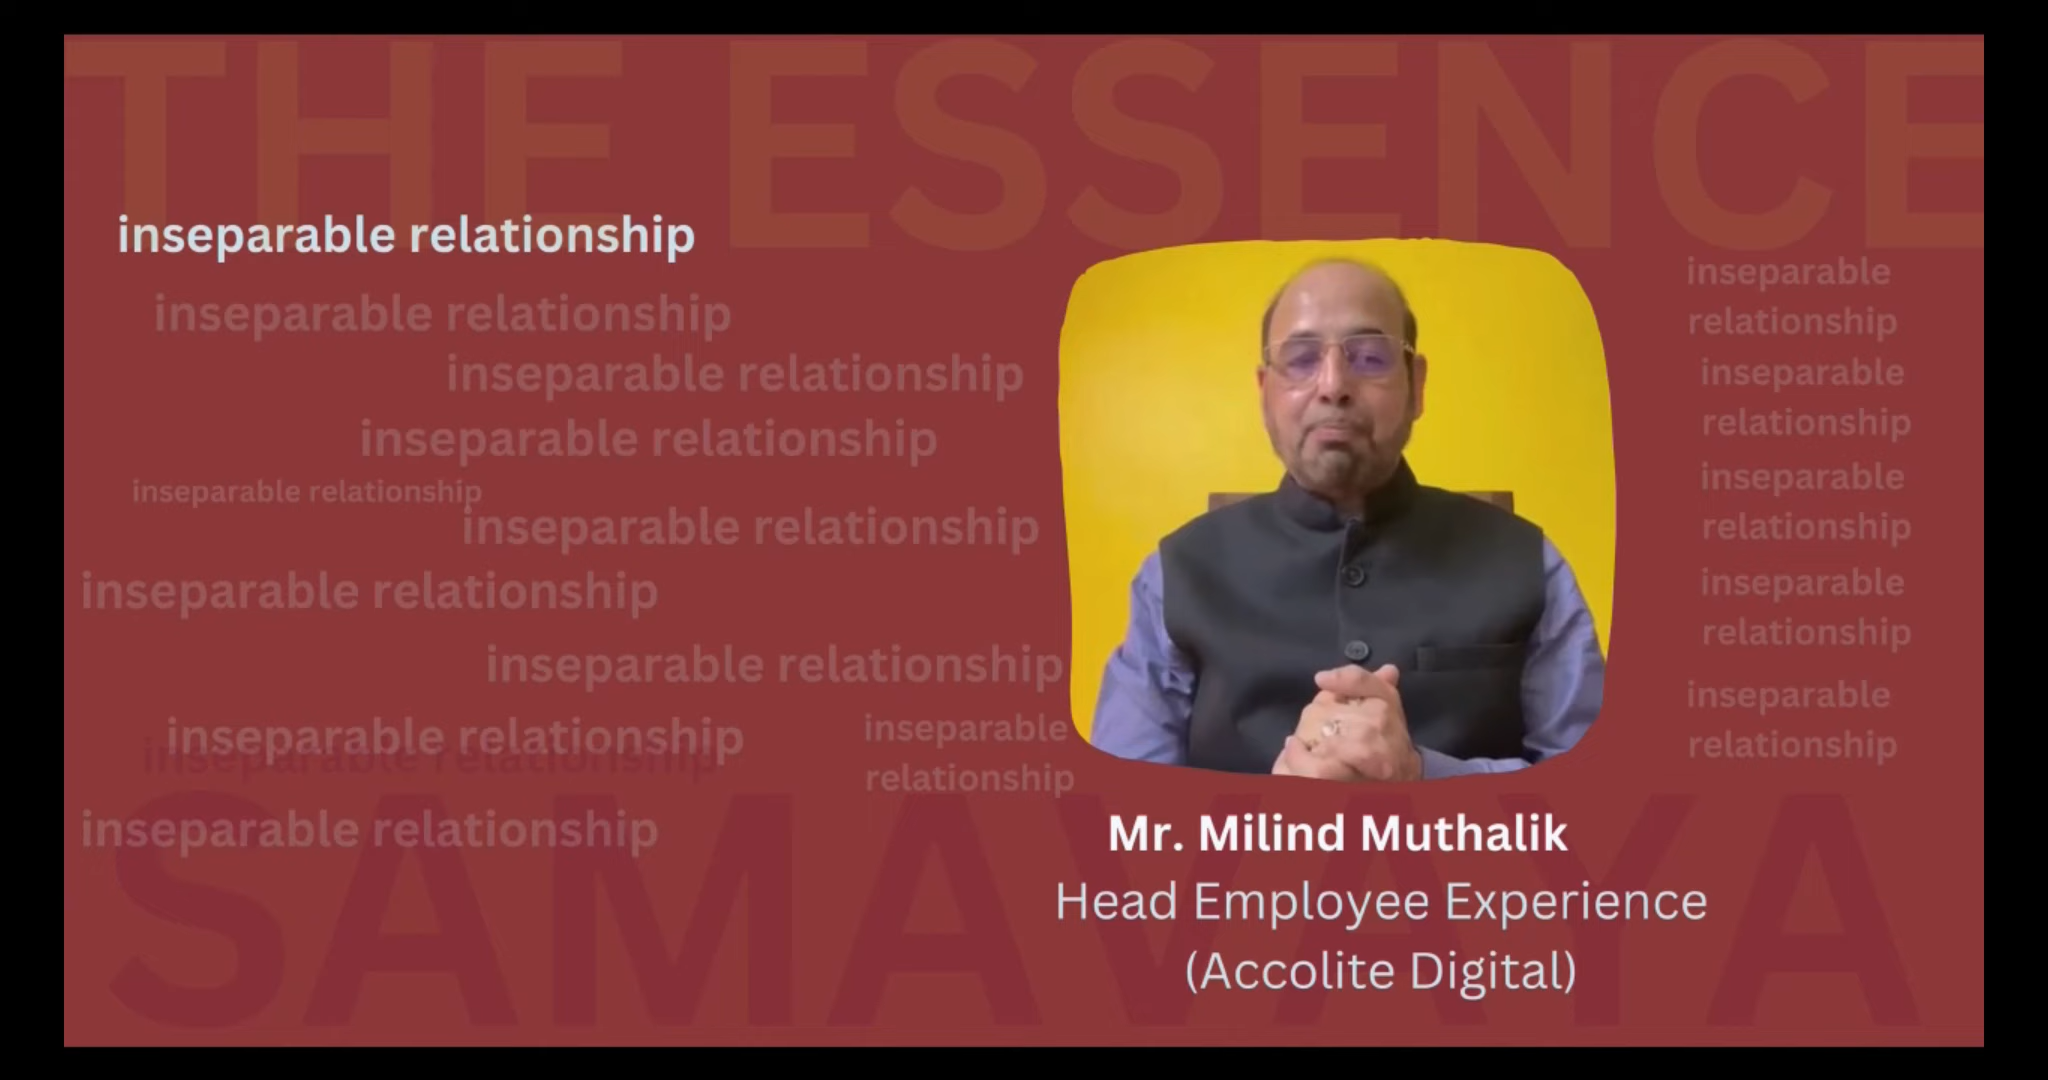 THE ESSENCE
inseparable relationship
inseparable relationship
inseparable relationship
inseparable relationship
inseparable relationship
inseparable relationship
inseparable relationship
inseparable relationship
inseparable relationship
inseparable relationship
inseparable relationship
inseparable
relationship
inseparable
relationship
inseparable
relationship
inseparable
relationship
inseparable
relationship
inseparable
relationship
SAMAVAYA
Mr. Milind Muthalik
Head Employee Experience
(Accolite Digital)